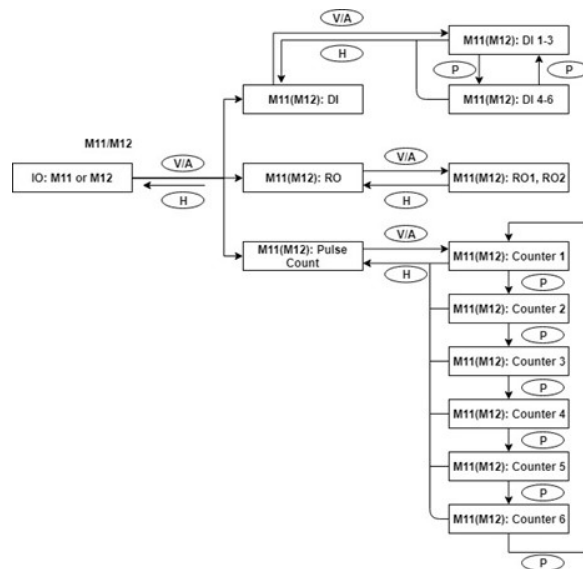 V/A
M11(M12): DI 1-3
H
P
P
M11(M12): DI
M11(M12): DI 4-6
M11/M12
V/A
V/A
IO: M11 or M12
M11(M12): RO
M11(M12): RO1, RO2
H
H
V/A
M11(M12): Pulse
Count
M11(M12): Counter 1
H
P
M11(M12): Counter 2
P
M11(M12): Counter 3
P
M11(M12): Counter 4
P
M11(M12): Counter 5
P
M11(M12): Counter 6
P